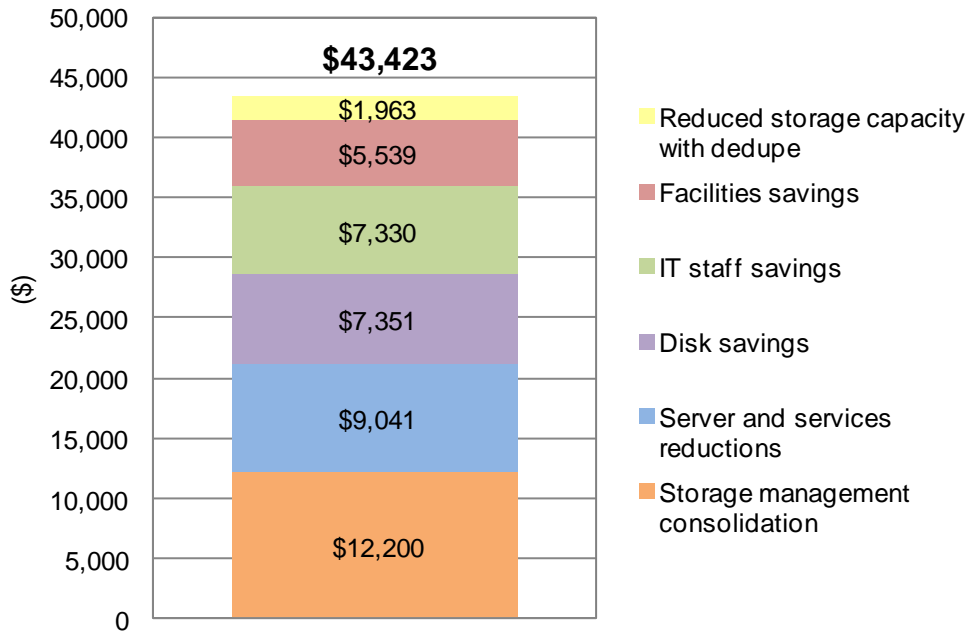 50,000
45,000
40,000
35,000
30,000
25,000
20,000
15,000
10,000
5,000
0
($)
$43,423
$1,963
$5,539
$7,330
$7,351
$9,041
$12,200
Reduced storage capacity
with dedupe
Facilities savings
IT staff savings
Disk savings
Server and services
reductions
Storage management
consolidation